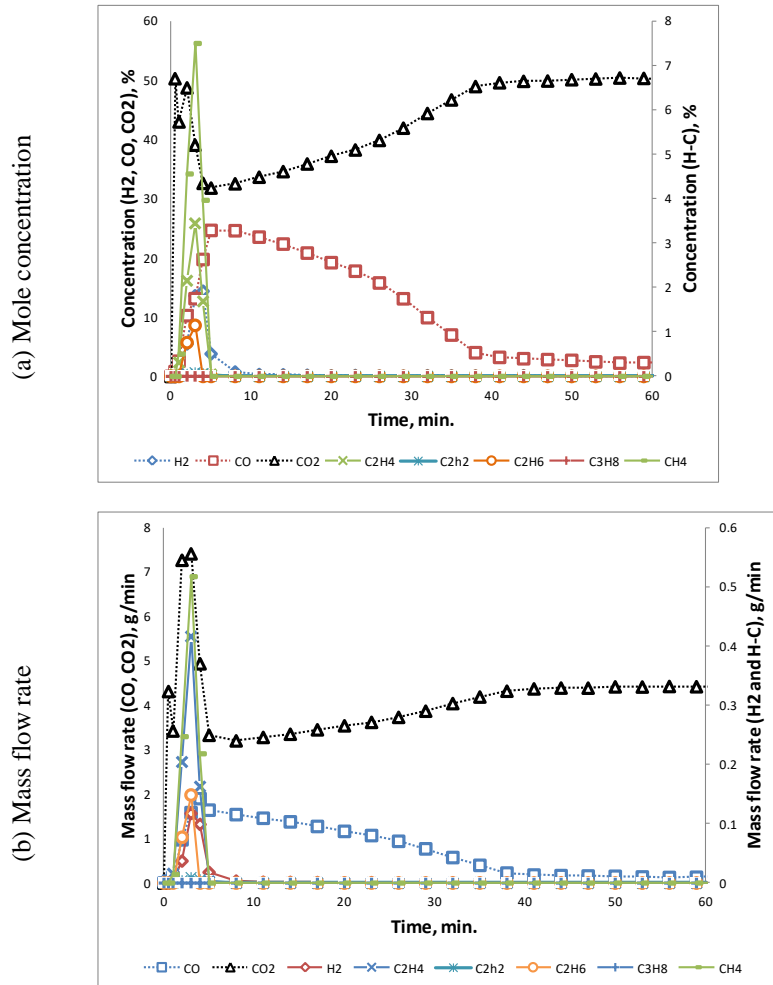 (a) Mole concentration
Concentration (H2, CO, CO2), %
60
50
40
30
20
10
0
8
7
6
5
4
3
2
1
0
Concentration (H-C), %
0 10 20 30 40 50 60
Time, min.
H2 CO CO2 C2H4 C2h2 C2H6 C3H8 CH4
(b) Mass flow rate
Mass flow rate (CO, CO2), g/min
8
7
6
5
4
3
2
1
0
0.6
0.5
0.4
0.3
0.2
0.1
0
Mass flow rate (H2 and H-C), g/min
0 10 20 30 40 50 60
Time, min.
CO CO2 H2 C2H4 C2h2 C2H6 C3H8 CH4